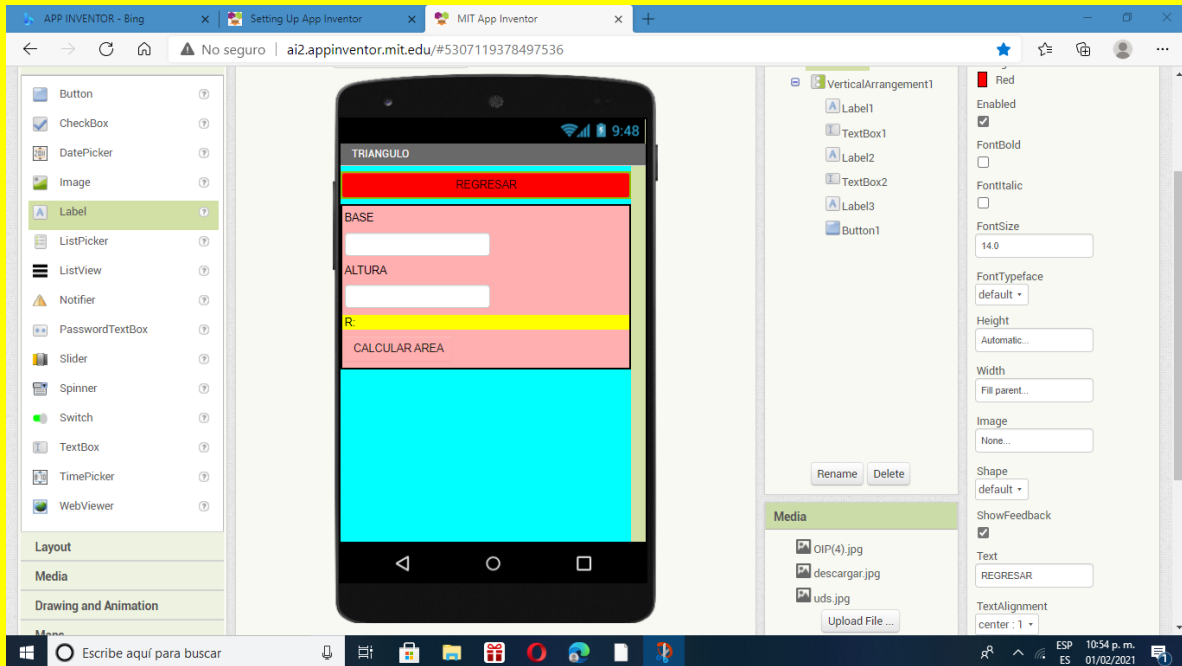 APP INVENTOR - Bing
Setting Up App Inventor
MIT App Inventor
No seguro
ai2.appinventor.mit.edu/#5307119378497536
Button
CheckBox
DatePicker
Image
Label
ListPicker
ListView
Notifier
PasswordTextBox
Slider
Spinner
Switch
TextBox
TimePicker
WebViewer
Layout
Media
Drawing and Animation
Maps
9:48
TRIANGULO
REGRESAR
BASE
ALTURA
R:
CALCULAR AREA
VerticalArrangement1
Label1
TextBox1
Label2
TextBox2
Label3
Button1
Rename
Delete
Media
OIP(4).jpg
descargar.jpg
uds.jpg
Upload File ...
Red
Enabled
FontBold
FontItalic
FontSize
14.0
FontTypeface
default
Height
Automatic...
Width
Fill parent...
Image
None...
Shape
default
ShowFeedback
Text
REGRESAR
TextAlignment
center : 1
Escribe aquí para buscar
ESP
ES
10:54 p. m.
01/02/2021